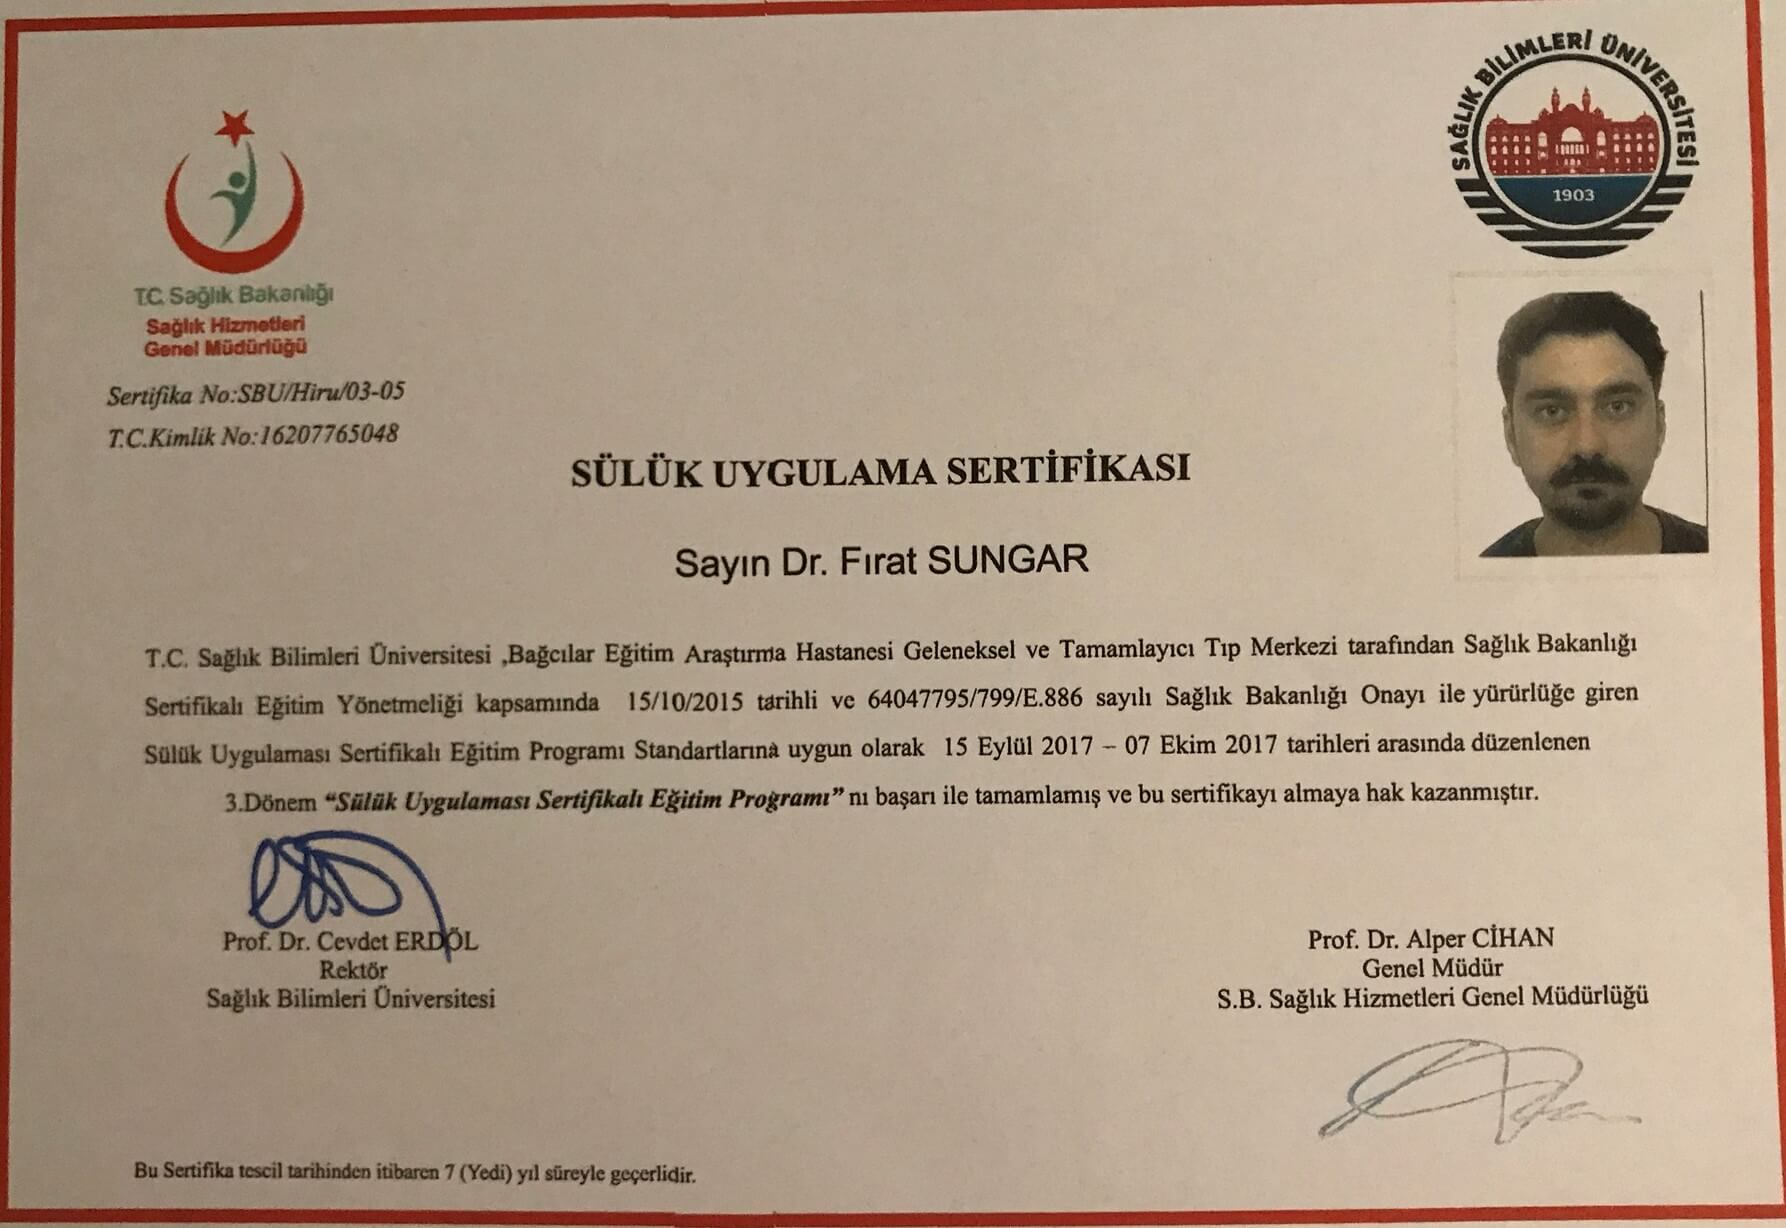 SAĞLIK BİLİMLERİ ÜNİVERSİTESİ
1903
T.C. Sağlık Bakanlığı
Sağlık Hizmetleri
Genel Müdürlüğü
Sertifika No:SBU/Hiru/03-05
T.C.Kimlik No:16207765048
SÜLÜK UYGULAMA SERTİFİKASI
Sayın Dr. Fırat SUNGAR
T.C. Sağlık Bilimleri Üniversitesi ,Bağcılar Eğitim Araştırma Hastanesi Geleneksel ve Tamamlayıcı Tıp Merkezi tarafından Sağlık Bakanlığı
Sertifikalı Eğitim Yönetmeliği kapsamında 15/10/2015 tarihli ve 64047795/799/E.886 sayılı Sağlık Bakanlığı Onayı ile yürürlüğe giren
Sülük Uygulaması Sertifikalı Eğitim Programı Standartlarına uygun olarak 15 Eylül 2017 – 07 Ekim 2017 tarihleri arasında düzenlenen
3.Dönem “Sülük Uygulaması Sertifikalı Eğitim Programı” nı başarı ile tamamlamış ve bu sertifikayı almaya hak kazanmıştır.
Prof. Dr. Cevdet ERDÖL
Rektör
Sağlık Bilimleri Üniversitesi
Prof. Dr. Alper CİHAN
Genel Müdür
S.B. Sağlık Hizmetleri Genel Müdürlüğü
Bu Sertifika tescil tarihinden itibaren 7 (Yedi) yıl süreyle geçerlidir.